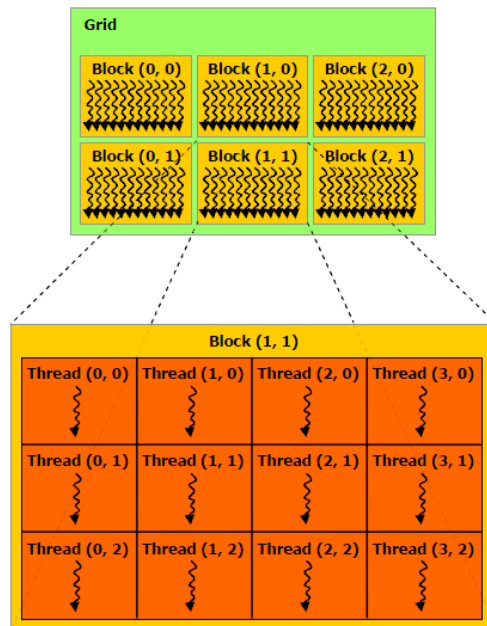 Grid
Block (0, 0) Block (1, 0) Block (2, 0)
Block (0, 1) Block (1, 1) Block (2, 1)
Block (1, 1)
Thread (0, 0) Thread (1, 0) Thread (2, 0) Thread (3, 0)
Thread (0, 1) Thread (1, 1) Thread (2, 1) Thread (3, 1)
Thread (0, 2) Thread (1, 2) Thread (2, 2) Thread (3, 2)